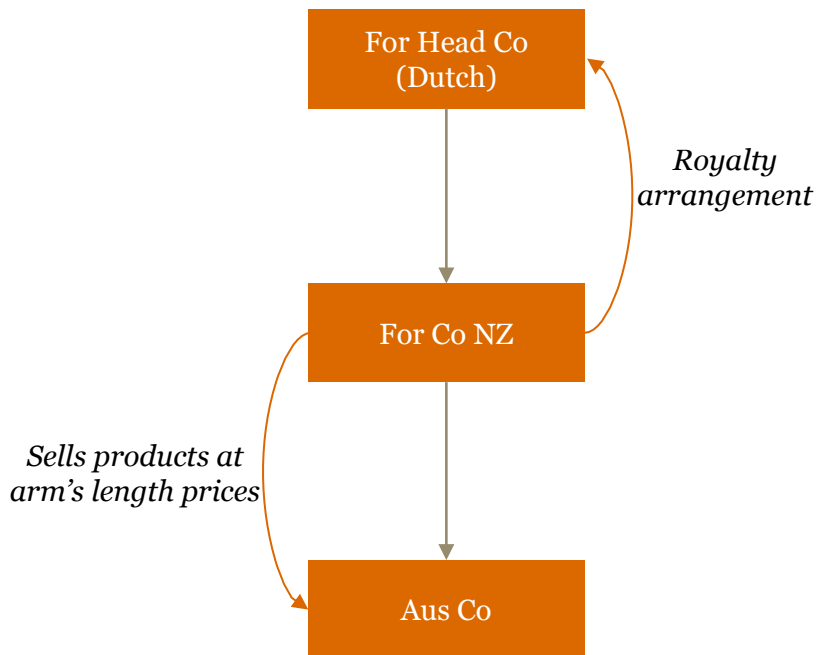 For Head Co
(Dutch)
Royalty
arrangement
For Co NZ
Sells products at
arm’s length prices
Aus Co